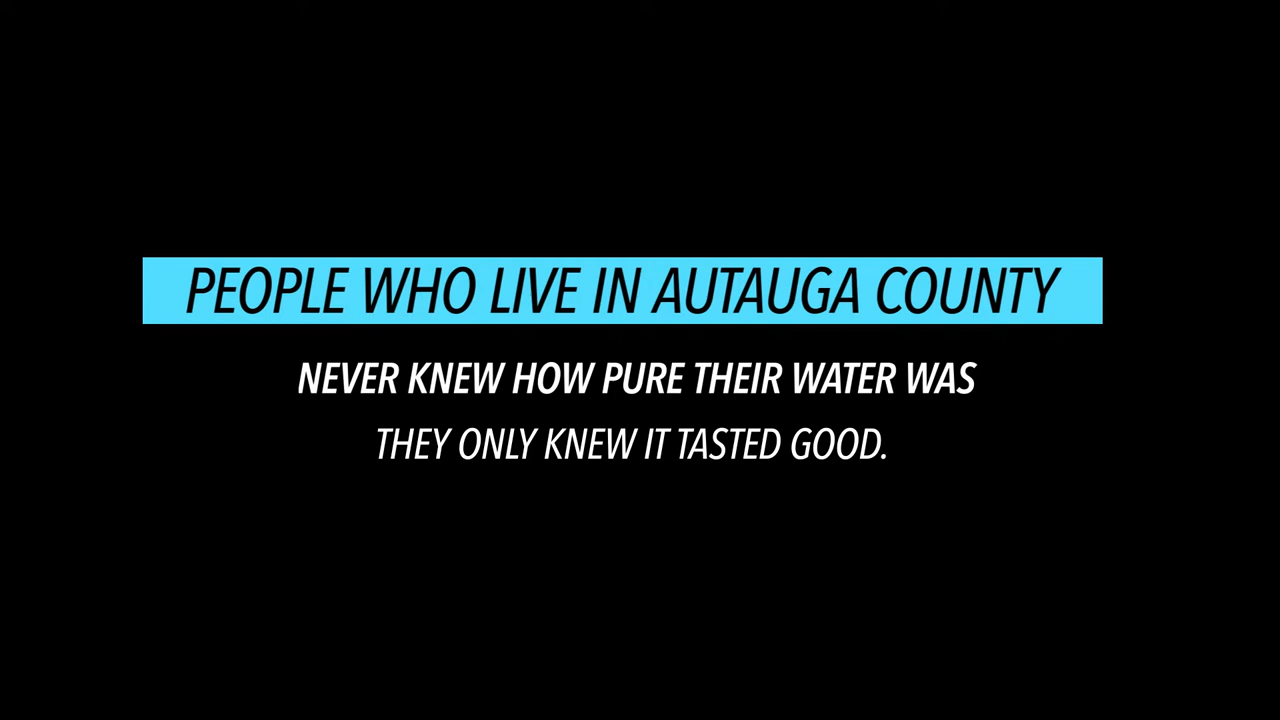 PEOPLE WHO LIVE IN AUTAUGA COUNTY
NEVER KNEW HOW PURE THEIR WATER WAS
THEY ONLY KNEW IT TASTED GOOD.